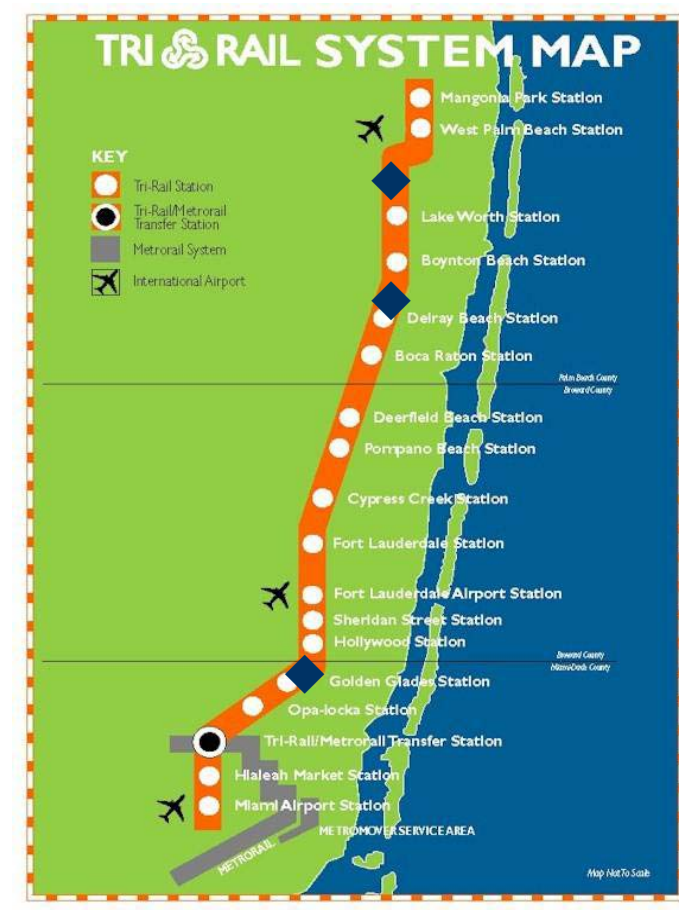 TRI RAIL SYSTEM MAP
Mangonia Park Station
West Palm Beach Station
KEY
Tri-Rail Station
Tri-Rail/Metrorail
Transfer Station
Metrorail System
International Airport
Lake Worth Station
Boynton Beach Station
Delray Beach Station
Boca Raton Station
Palm Beach County
Broward County
Deerfield Beach Station
Pompano Beach Station
Cypress Creek Station
Fort Lauderdale Station
Fort Lauderdale Airport Station
Sheridan Street Station
Hollywood Station
Broward County
Miami-Dade County
Golden Glades Station
Opa-locka Station
Tri-Rail/Metrorail Transfer Station
Hialeah Market Station
Miami Airport Station
METROMOVER SERVICE AREA
METRORAIL
Map Not To Scale